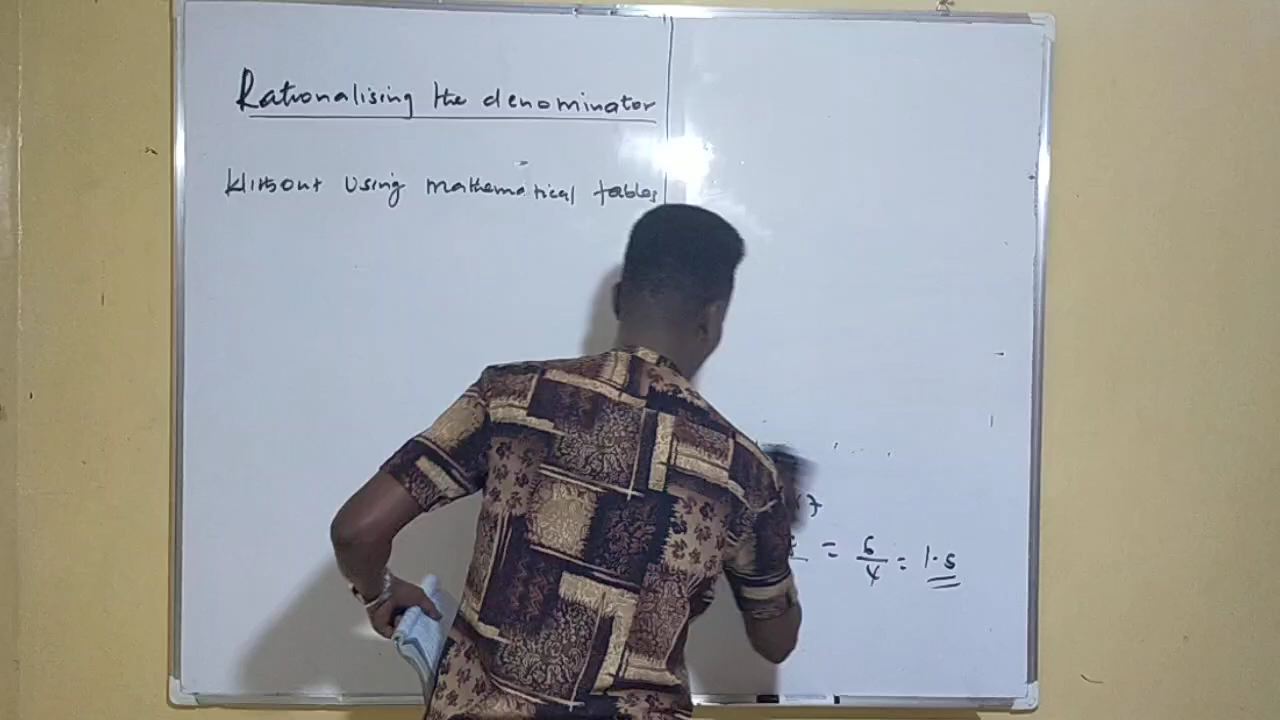 Rationalising the denominator
Without using mathematical tables
= 6/4 = 1.5